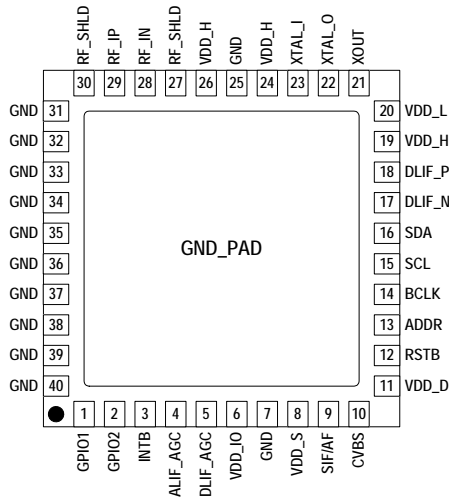 RF_SHLD
RF_IP
RF_IN
RF_SHLD
VDD_H
GND
VDD_H
XTAL_I
XTAL_O
XOUT
30 29 28 27 26 25 24 23 22 21
GND 31
GND 32
GND 33
GND 34
GND 35
GND 36
GND 37
GND 38
GND 39
GND 40
GND_PAD
20 VDD_L
19 VDD_H
18 DLIF_P
17 DLIF_N
16 SDA
15 SCL
14 BCLK
13 ADDR
12 RSTB
11 VDD_D
1 2 3 4 5 6 7 8 9 10
GPIO1
GPIO2
INTB
ALIF_AGC
DLIF_AGC
VDD_IO
GND
VDD_S
SIF/AF
CVBS